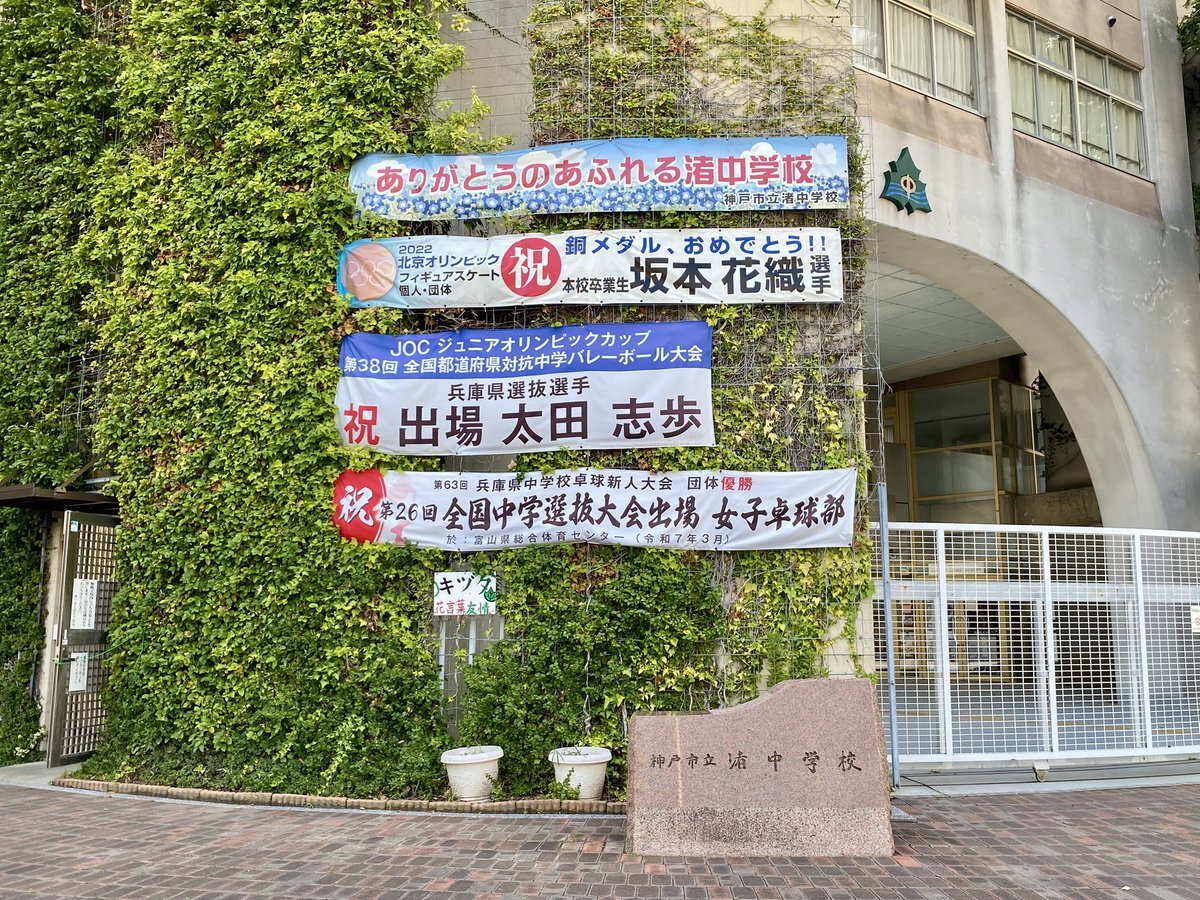 ありがとうのあふれる渚中学校
神戸市立渚中学校
2022
北京オリンピック
フィギュアスケート
個人・団体
祝
銅メダル、おめでとう!!
本校卒業生 坂本 花織 選手
JOC ジュニアオリンピックカップ
第38回 全国都道府県対抗中学バレーボール大会
兵庫県選抜選手
祝 出場 太田 志歩
第63回 兵庫県中学校卓球新人大会 団体優勝
祝 第26回 全国中学選抜大会出場 女子卓球部
於:富山県総合体育センター(令和7年3月)
キヅタ
花言葉友情
神戸市立 渚中学校
中